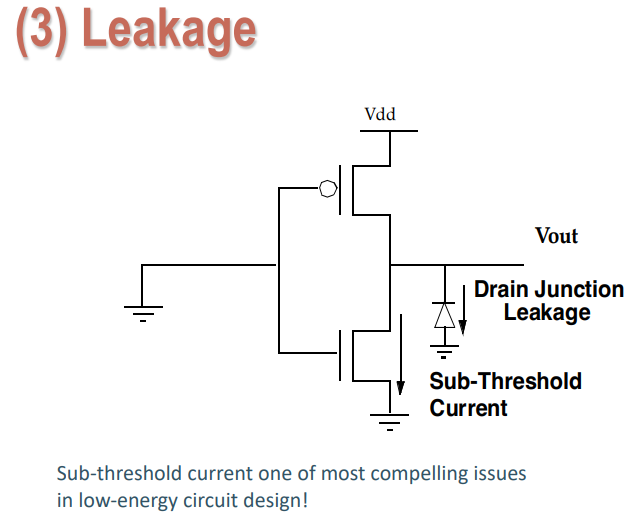 (3) Leakage
Vdd
Vout
Drain Junction
Leakage
Sub-Threshold
Current
Sub-threshold current one of most compelling issues
in low-energy circuit design!